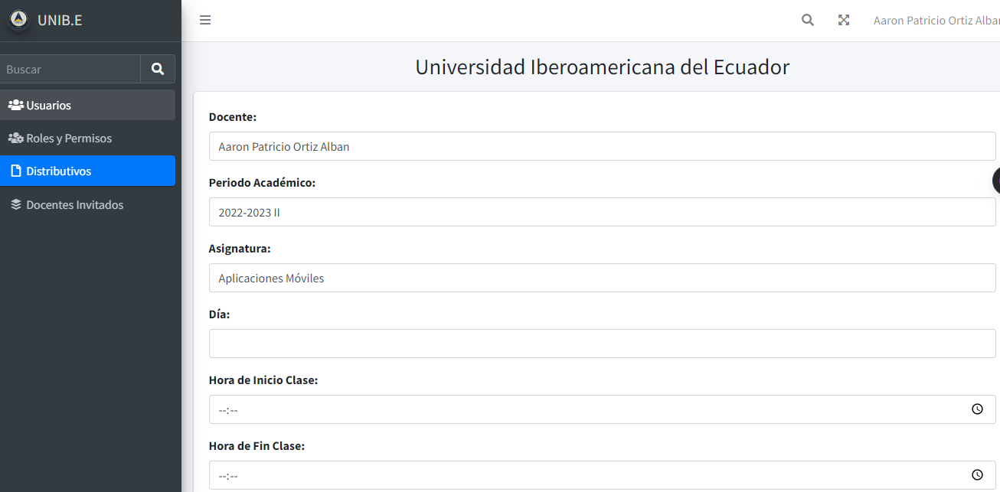 UNIB.E
Aaron Patricio Ortiz Alba
Buscar
Universidad Iberoamericana del Ecuador
Usuarios
Roles y Permisos
Distributivos
Docentes Invitados
Docente:
Aaron Patricio Ortiz Alban
Periodo Académico:
2022-2023 II
Asignatura:
Aplicaciones Móviles
Día:
Hora de Inicio Clase:
--:--
Hora de Fin Clase:
--:--